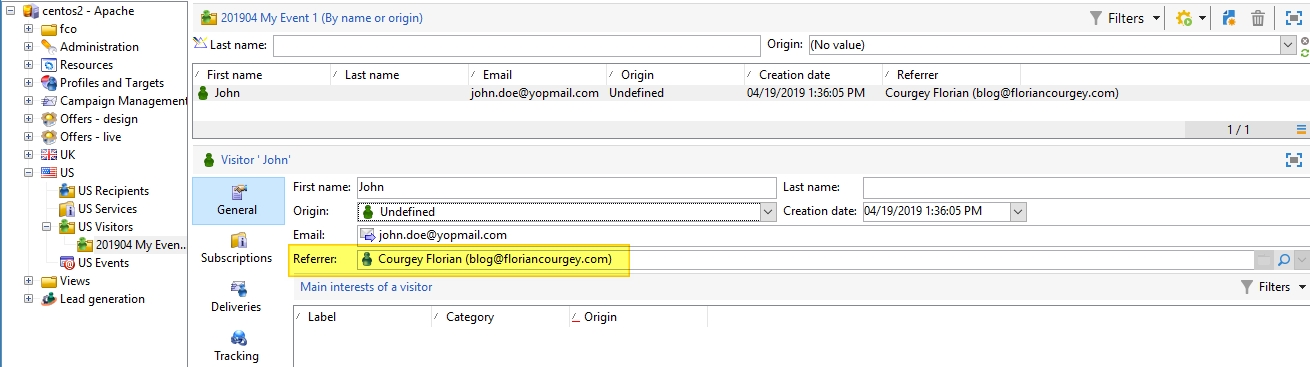 centos2 - Apache
fco
Administration
Resources
Profiles and Targets
Campaign Management
Offers - design
Offers - live
UK
US
US Recipients
US Services
US Visitors
201904 My Even...
US Events
Views
Lead generation
201904 My Event 1 (By name or origin)
Filters
Last name:
Origin: (No value)
First name Last name Email Origin Creation date Referrer
John john.doe@yopmail.com Undefined 04/19/2019 1:36:05 PM Courgey Florian (blog@floriancourgey.com)
1 / 1
Visitor ' John'
General
Subscriptions
Deliveries
Tracking
First name: John Last name:
Origin: Undefined Creation date: 04/19/2019 1:36:05 PM
Email: john.doe@yopmail.com
Referrer: Courgey Florian (blog@floriancourgey.com)
Main interests of a visitor Filters
Label Category Origin